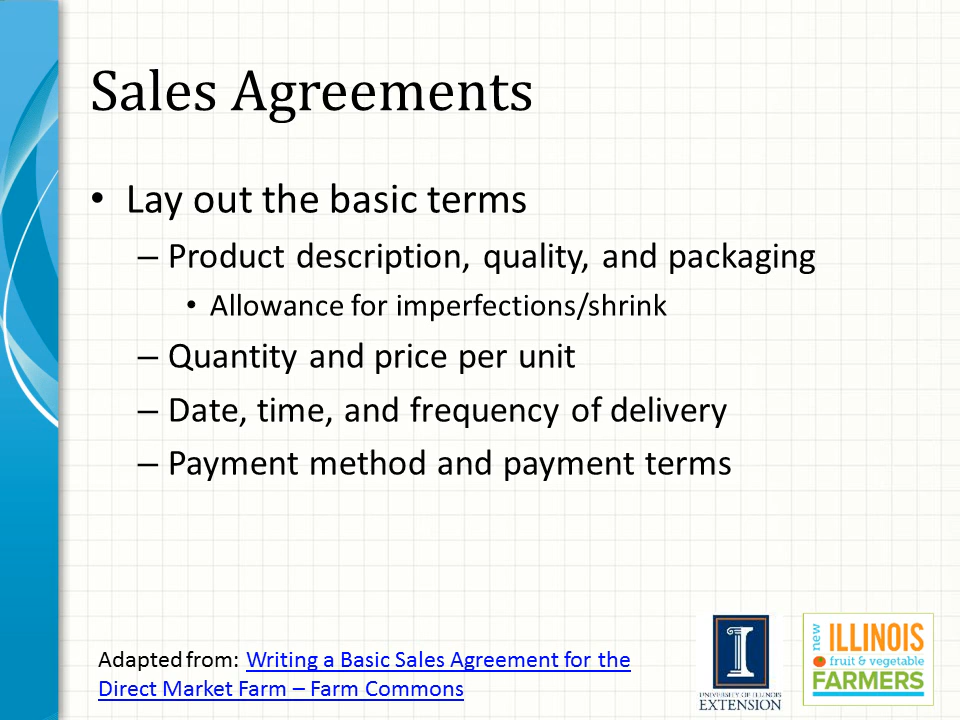 Sales Agreements
• Lay out the basic terms
– Product description, quality, and packaging
• Allowance for imperfections/shrink
– Quantity and price per unit
– Date, time, and frequency of delivery
– Payment method and payment terms
Adapted from: Writing a Basic Sales Agreement for the
Direct Market Farm – Farm Commons
I
UNIVERSITY OF ILLINOIS
EXTENSION
new
ILLINOIS
fruit & vegetable
FARMERS